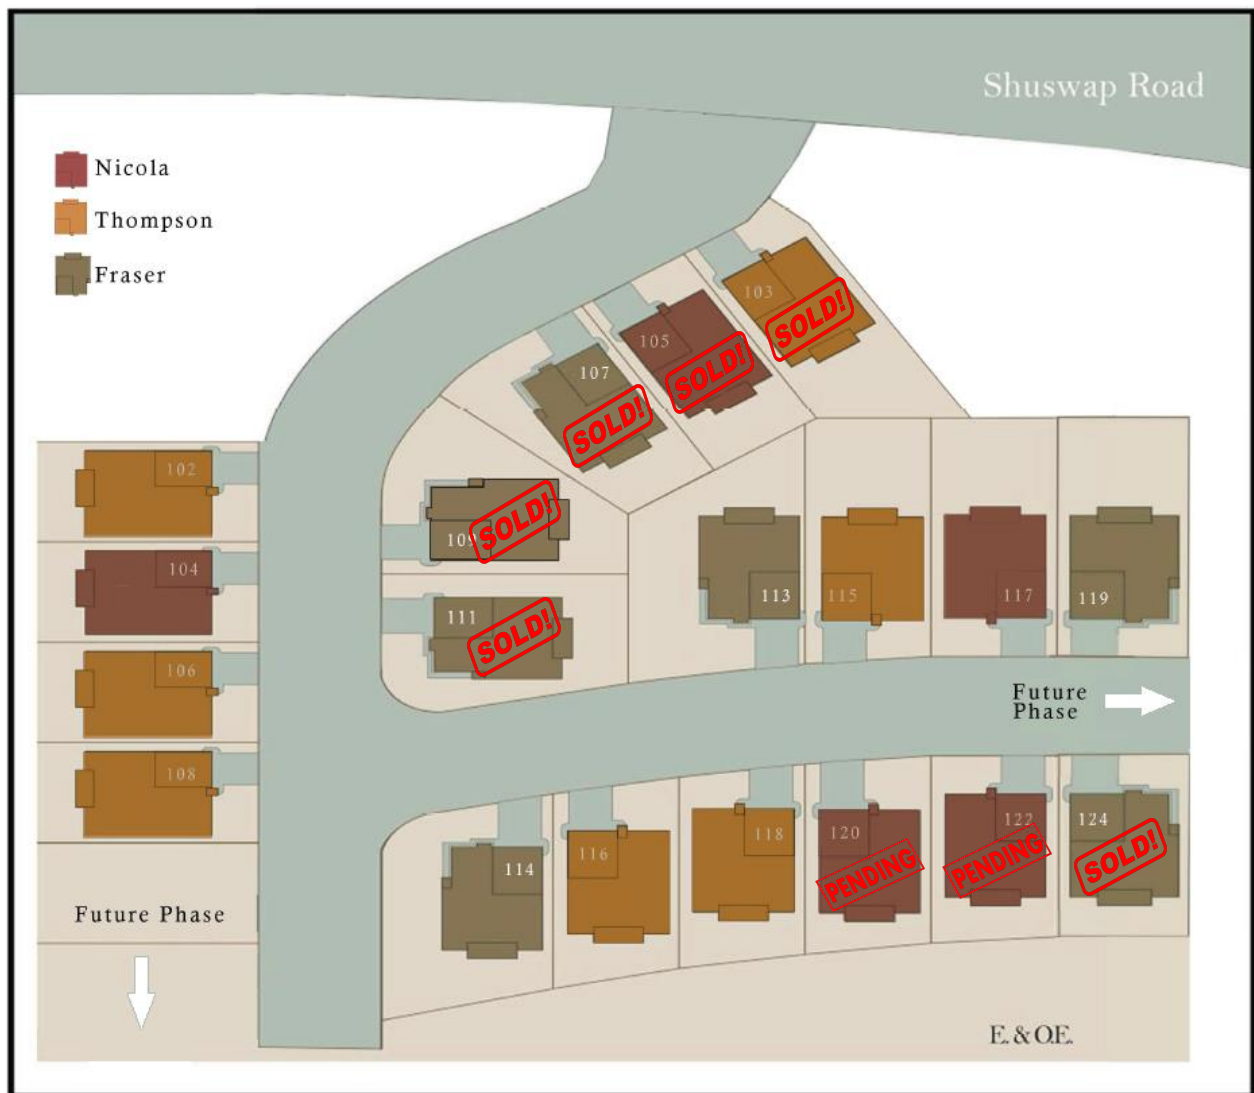 Shuswap Road
Nicola
Thompson
Fraser
103
SOLD!
105
SOLD!
107
SOLD!
102
109
SOLD!
104
111
SOLD!
113
115
117
119
106
Future
Phase
108
114
116
118
120
PENDING
122
PENDING
124
SOLD!
Future Phase
E. & O.E.